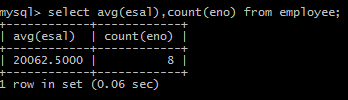 mysql> select avg(esal),count(eno) from employee;
+------------+------------+
| avg(esal)  | count(eno) |
+------------+------------+
| 20062.5000 |          8 |
+------------+------------+
1 row in set (0.06 sec)